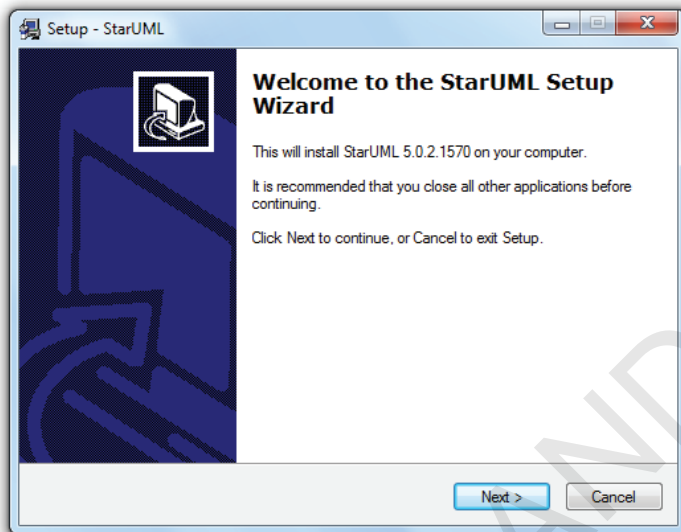 Setup - StarUML
Welcome to the StarUML Setup
Wizard
This will install StarUML 5.0.2.1570 on your computer.
It is recommended that you close all other applications before
continuing.
Click Next to continue, or Cancel to exit Setup.
Next >
Cancel